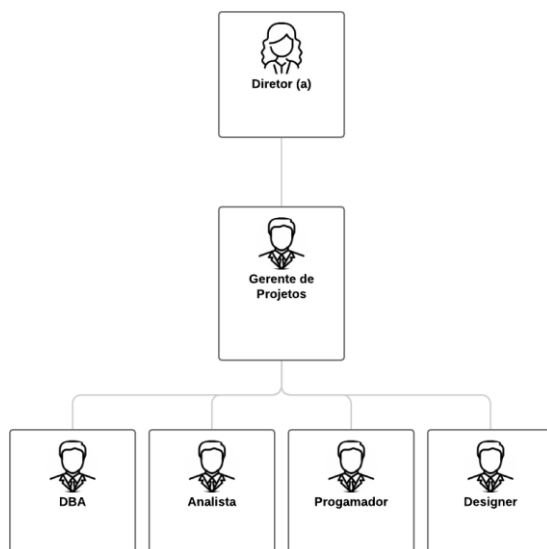 Diretor (a)
Gerente de
Projetos
DBA
Analista
Progamador
Designer